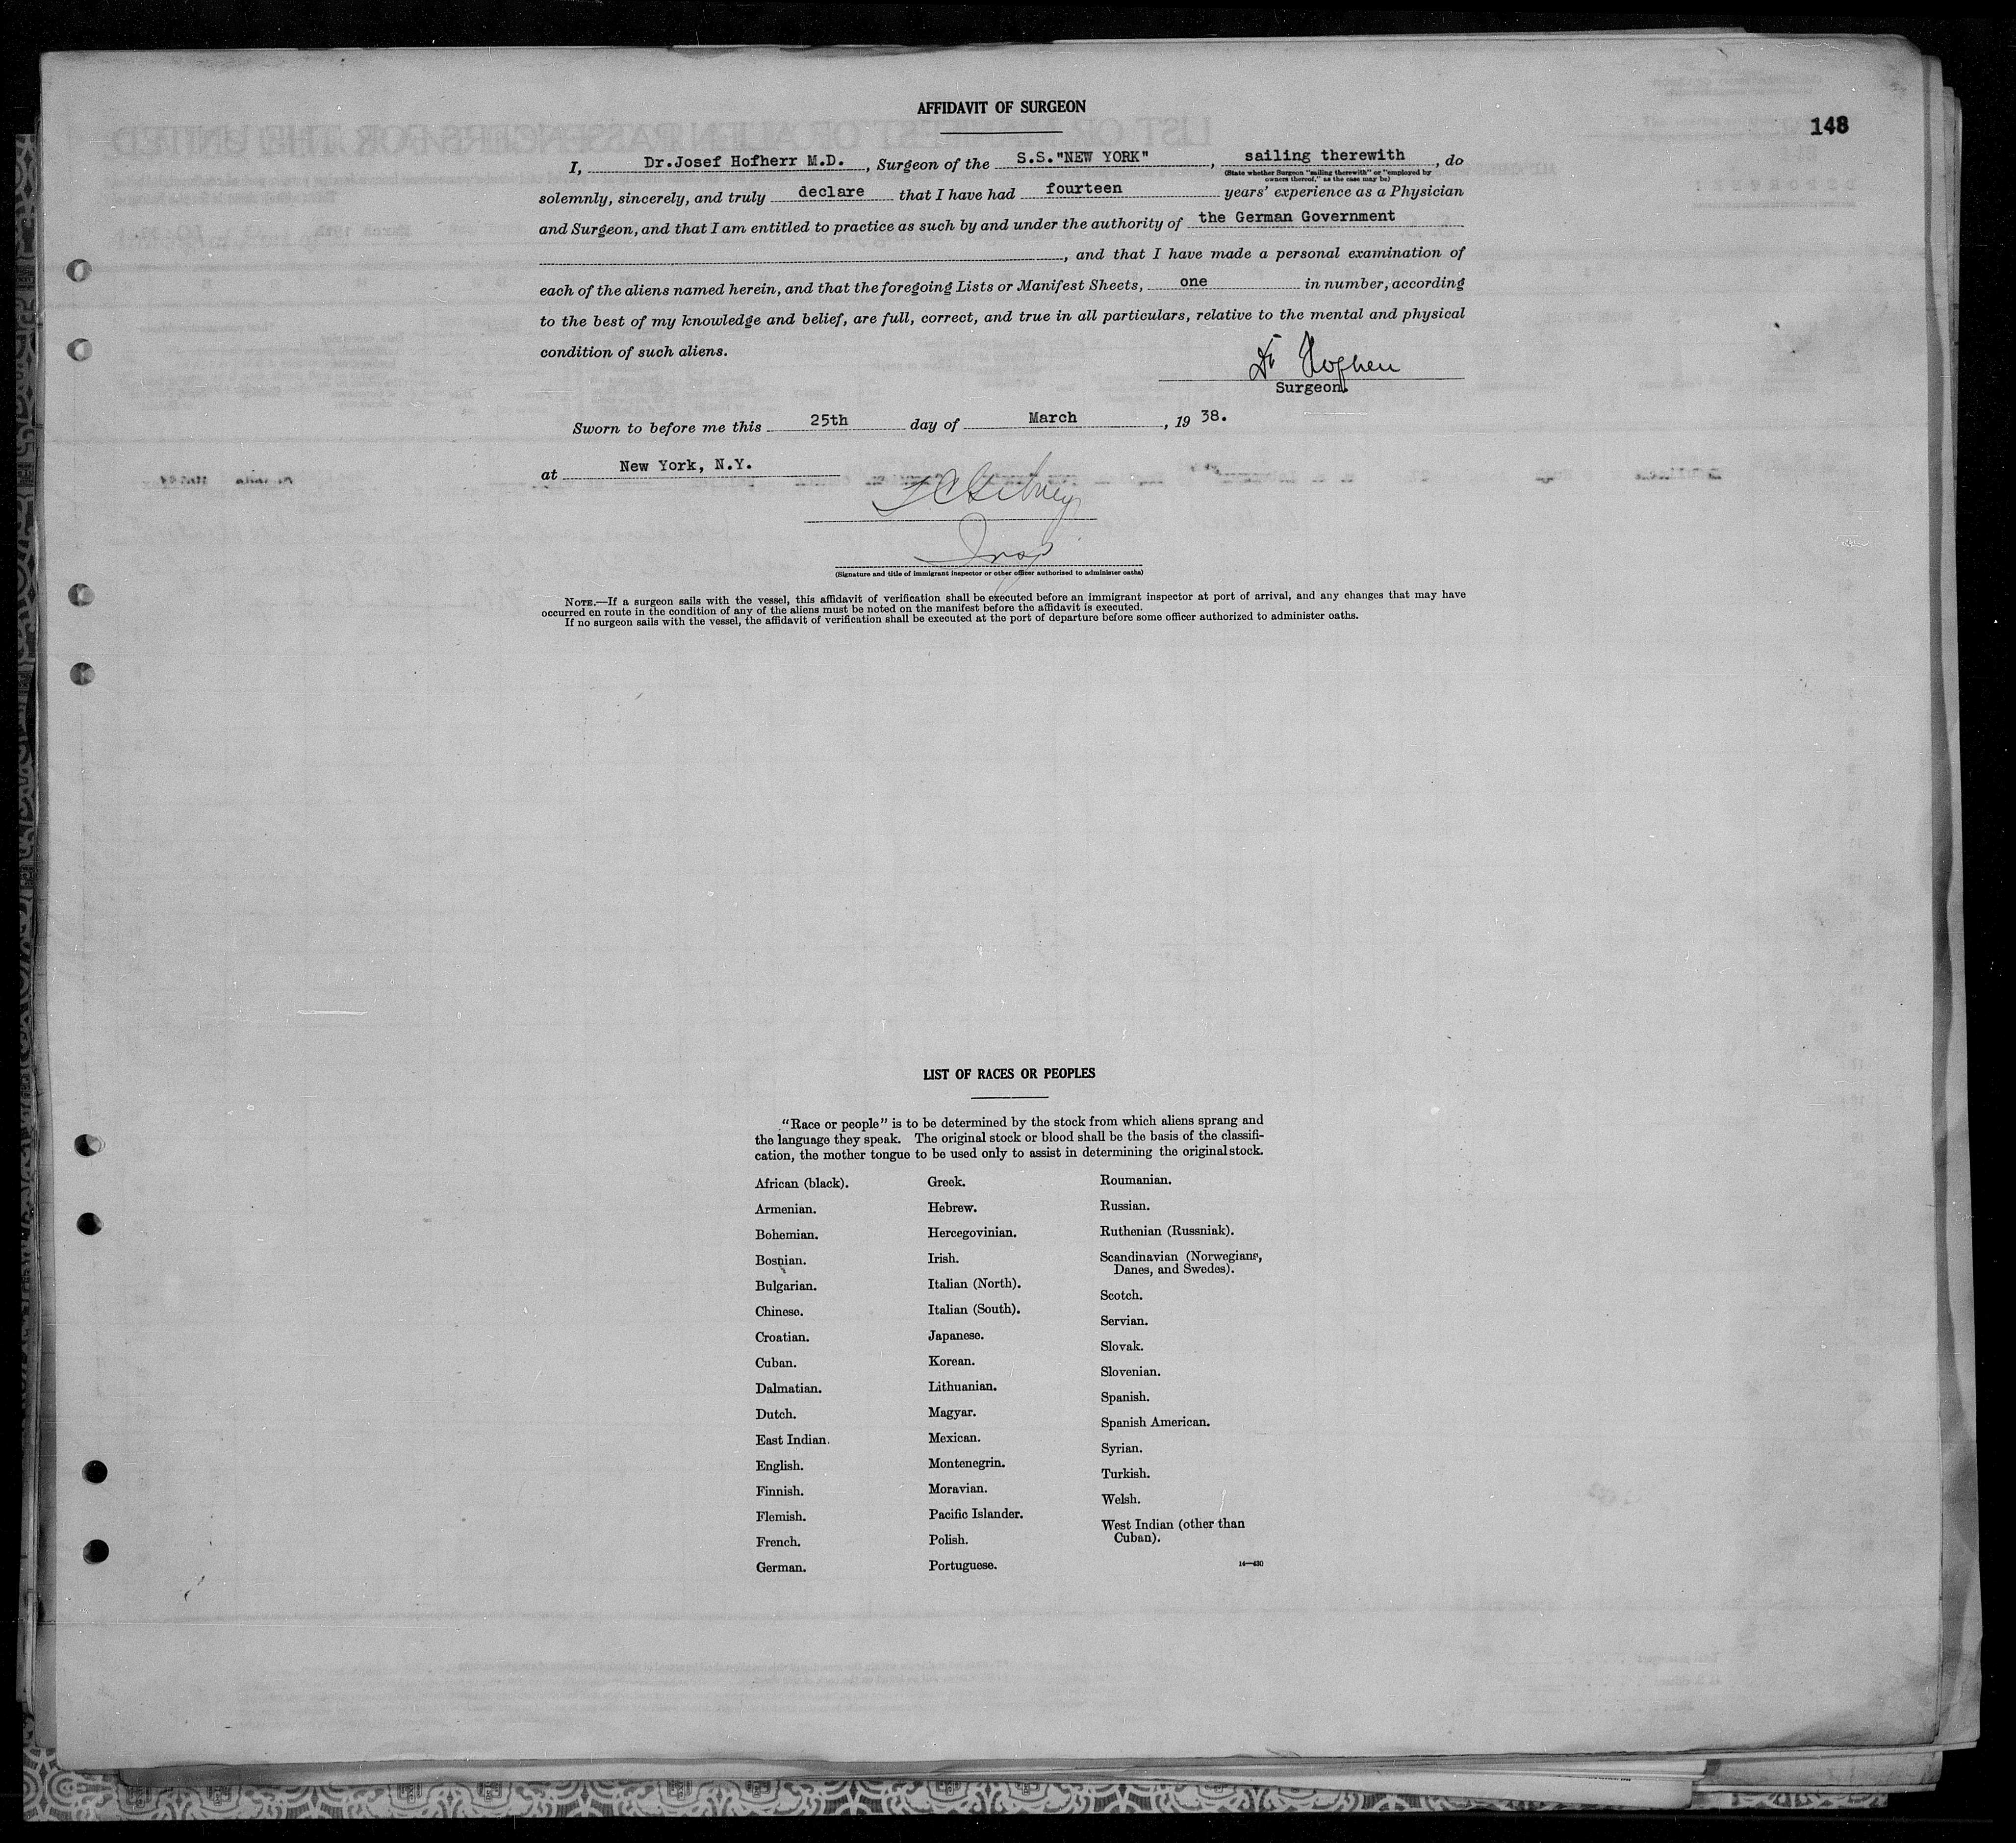 AFFIDAVIT OF SURGEON
148
I, Dr.Josef Hofherr M.D., Surgeon of the S.S."NEW YORK", sailing therewith, do
(State whether Surgeon "sailing therewith" or "employed by
owners thereof," as the case may be)
solemnly, sincerely, and truly declare that I have had fourteen years' experience as a Physician
and Surgeon, and that I am entitled to practice as such by and under the authority of the German Government
, and that I have made a personal examination of
each of the aliens named herein, and that the foregoing Lists or Manifest Sheets, one in number, according
to the best of my knowledge and belief, are full, correct, and true in all particulars, relative to the mental and physical
condition of such aliens.
Dr Hofherr
Surgeon.
Sworn to before me this 25th day of March, 19 38.
at New York, N.Y.
Insp
(Signature and title of immigrant inspector or other officer authorized to administer oaths)
NOTE.—If a surgeon sails with the vessel, this affidavit of verification shall be executed before an immigrant inspector at port of arrival, and any changes that may have
occurred en route in the condition of any of the aliens must be noted on the manifest before the affidavit is executed.
If no surgeon sails with the vessel, the affidavit of verification shall be executed at the port of departure before some officer authorized to administer oaths.
LIST OF RACES OR PEOPLES
"Race or people" is to be determined by the stock from which aliens sprang and
the language they speak. The original stock or blood shall be the basis of the classifi-
cation, the mother tongue to be used only to assist in determining the original stock.
African (black).
Armenian.
Bohemian.
Bosnian.
Bulgarian.
Chinese.
Croatian.
Cuban.
Dalmatian.
Dutch.
East Indian.
English.
Finnish.
Flemish.
French.
German.
Greek.
Hebrew.
Hercegovinian.
Irish.
Italian (North).
Italian (South).
Japanese.
Korean.
Lithuanian.
Magyar.
Mexican.
Montenegrin.
Moravian.
Pacific Islander.
Polish.
Portuguese.
Roumanian.
Russian.
Ruthenian (Russniak).
Scandinavian (Norwegians,
Danes, and Swedes).
Scotch.
Servian.
Slovak.
Slovenian.
Spanish.
Spanish American.
Syrian.
Turkish.
Welsh.
West Indian (other than
Cuban).
14—430